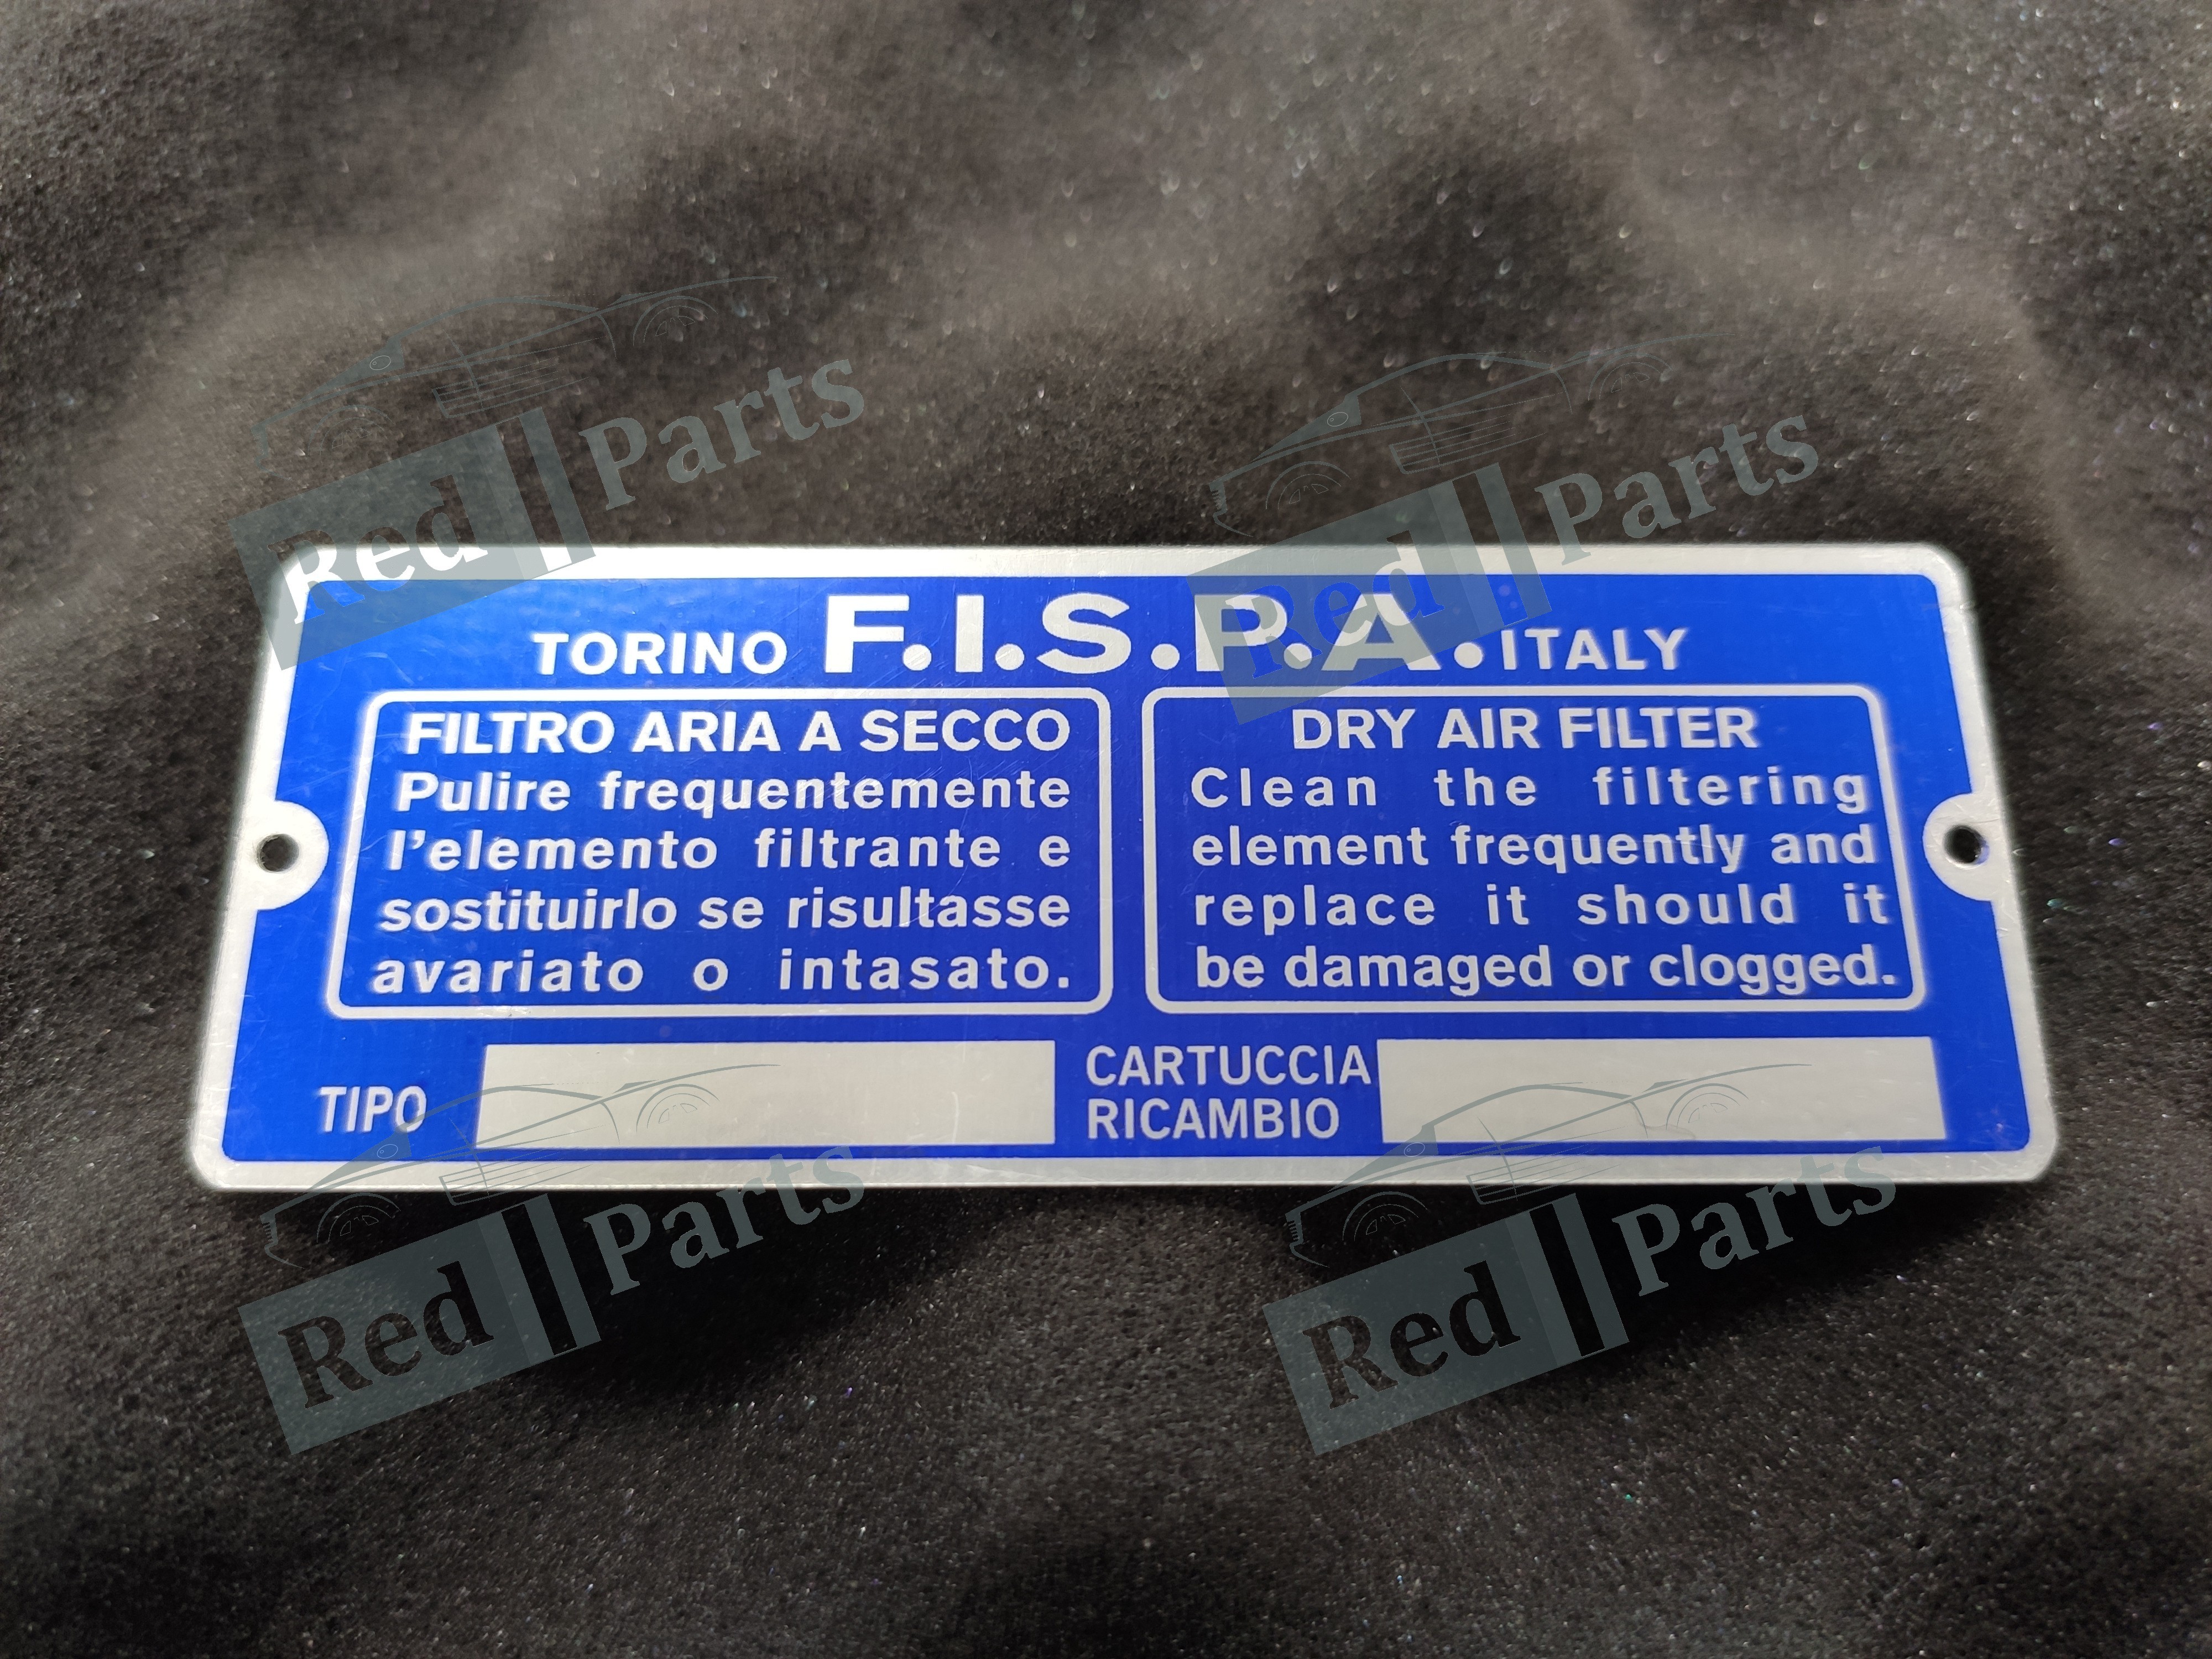 Red Parts
Red Parts
TORINO F.I.S.P.A. ITALY
FILTRO ARIA A SECCO
Pulire frequentemente
l'elemento filtrante e
sostituirlo se risultasse
avariato o intasato.
DRY AIR FILTER
Clean the filtering
element frequently and
replace it should it
be damaged or clogged.
TIPO
CARTUCCIA
RICAMBIO
Red Parts
Red Parts